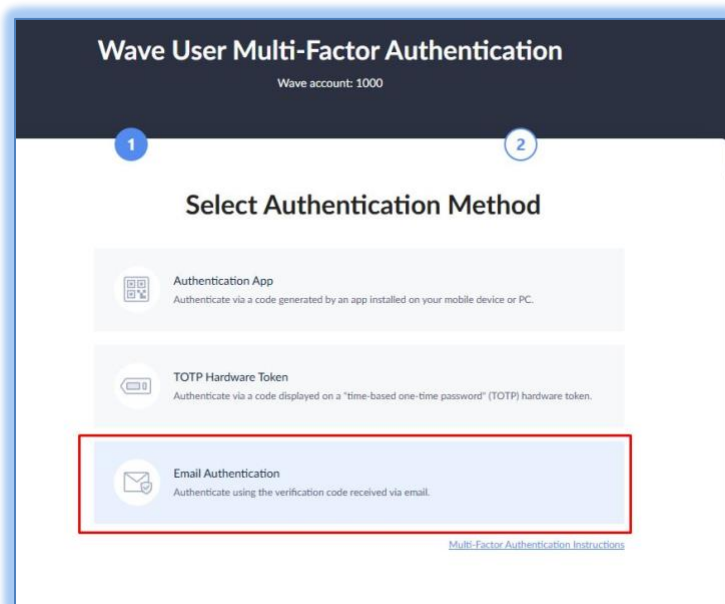 Wave User Multi-Factor Authentication
Wave account: 1000
1
2
Select Authentication Method
Authentication App
Authenticate via a code generated by an app installed on your mobile device or PC.
TOTP Hardware Token
Authenticate via a code displayed on a "time-based one-time password" (TOTP) hardware token.
Email Authentication
Authenticate using the verification code received via email.
Multi-Factor Authentication Instructions